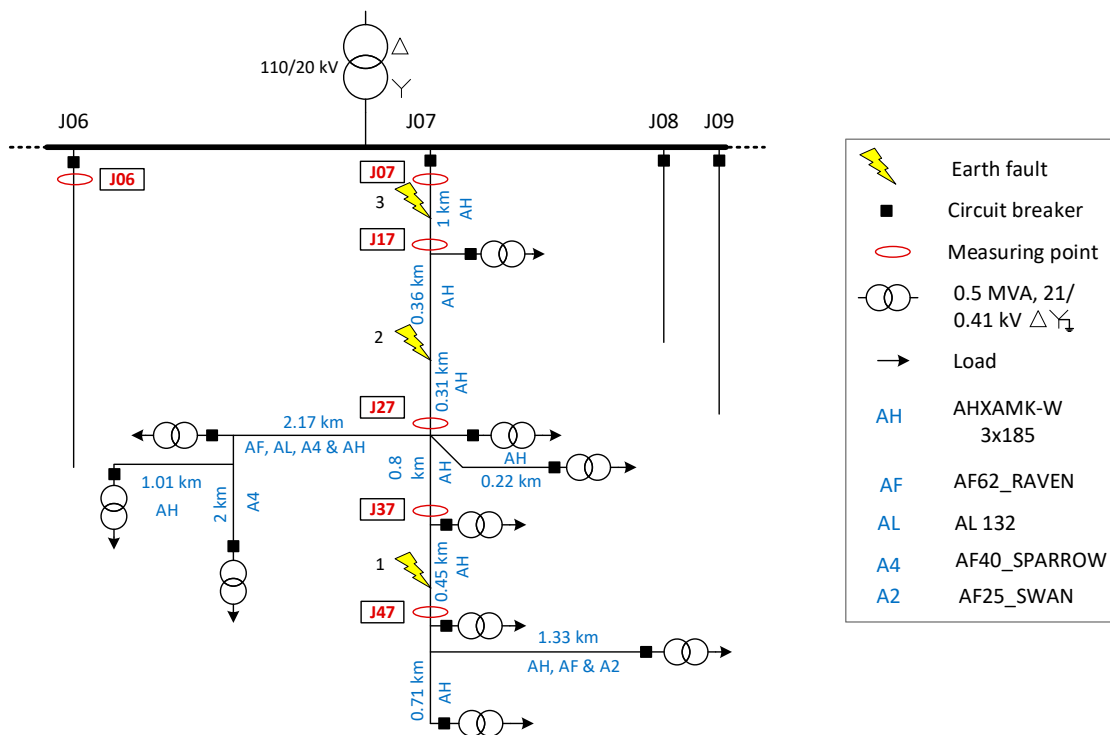 110/20 kV
J06
J07
J08
J09
J06
J07
3
1 km
AH
J17
0.36 km
AH
2
0.31 km
AH
J27
2.17 km
AF, AL, A4 & AH
0.8
km
AH
AH
0.22 km
1.01 km
AH
2 km
A4
J37
1
0.45 km
AH
J47
1.33 km
AH, AF & A2
0.71 km
AH
Earth fault
Circuit breaker
Measuring point
0.5 MVA, 21/
0.41 kV
Load
AH
AHXAMK-W
3x185
AF
AF62_RAVEN
AL
AL 132
A4
AF40_SPARROW
A2
AF25_SWAN